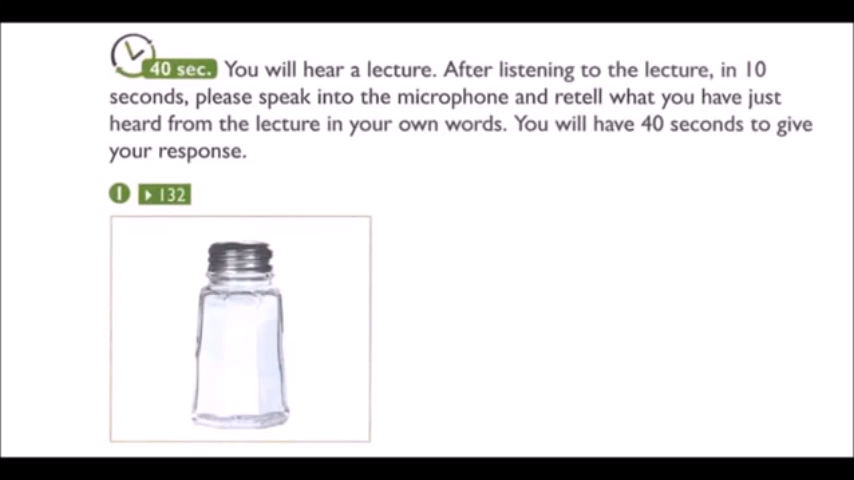 40 sec. You will hear a lecture. After listening to the lecture, in 10
seconds, please speak into the microphone and retell what you have just
heard from the lecture in your own words. You will have 40 seconds to give
your response.
1 132